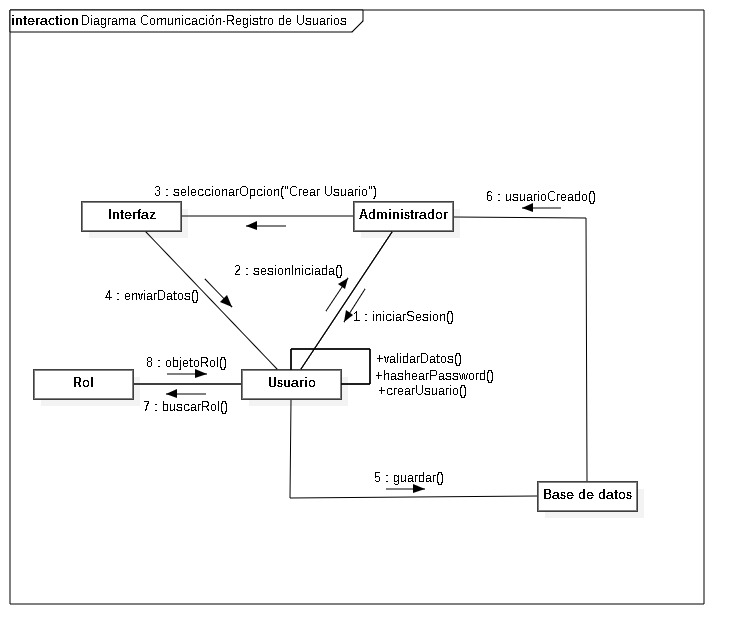 interaction Diagrama Comunicación-Registro de Usuarios
3 : seleccionarOpcion("Crear Usuario")
6 : usuarioCreado()
Interfaz
Administrador
2 : sesionIniciada()
4 : enviarDatos()
1 : iniciarSesion()
8 : objetoRol()
+validarDatos()
+hashearPassword()
+crearUsuario()
Rol
Usuario
7 : buscarRol()
5 : guardar()
Base de datos